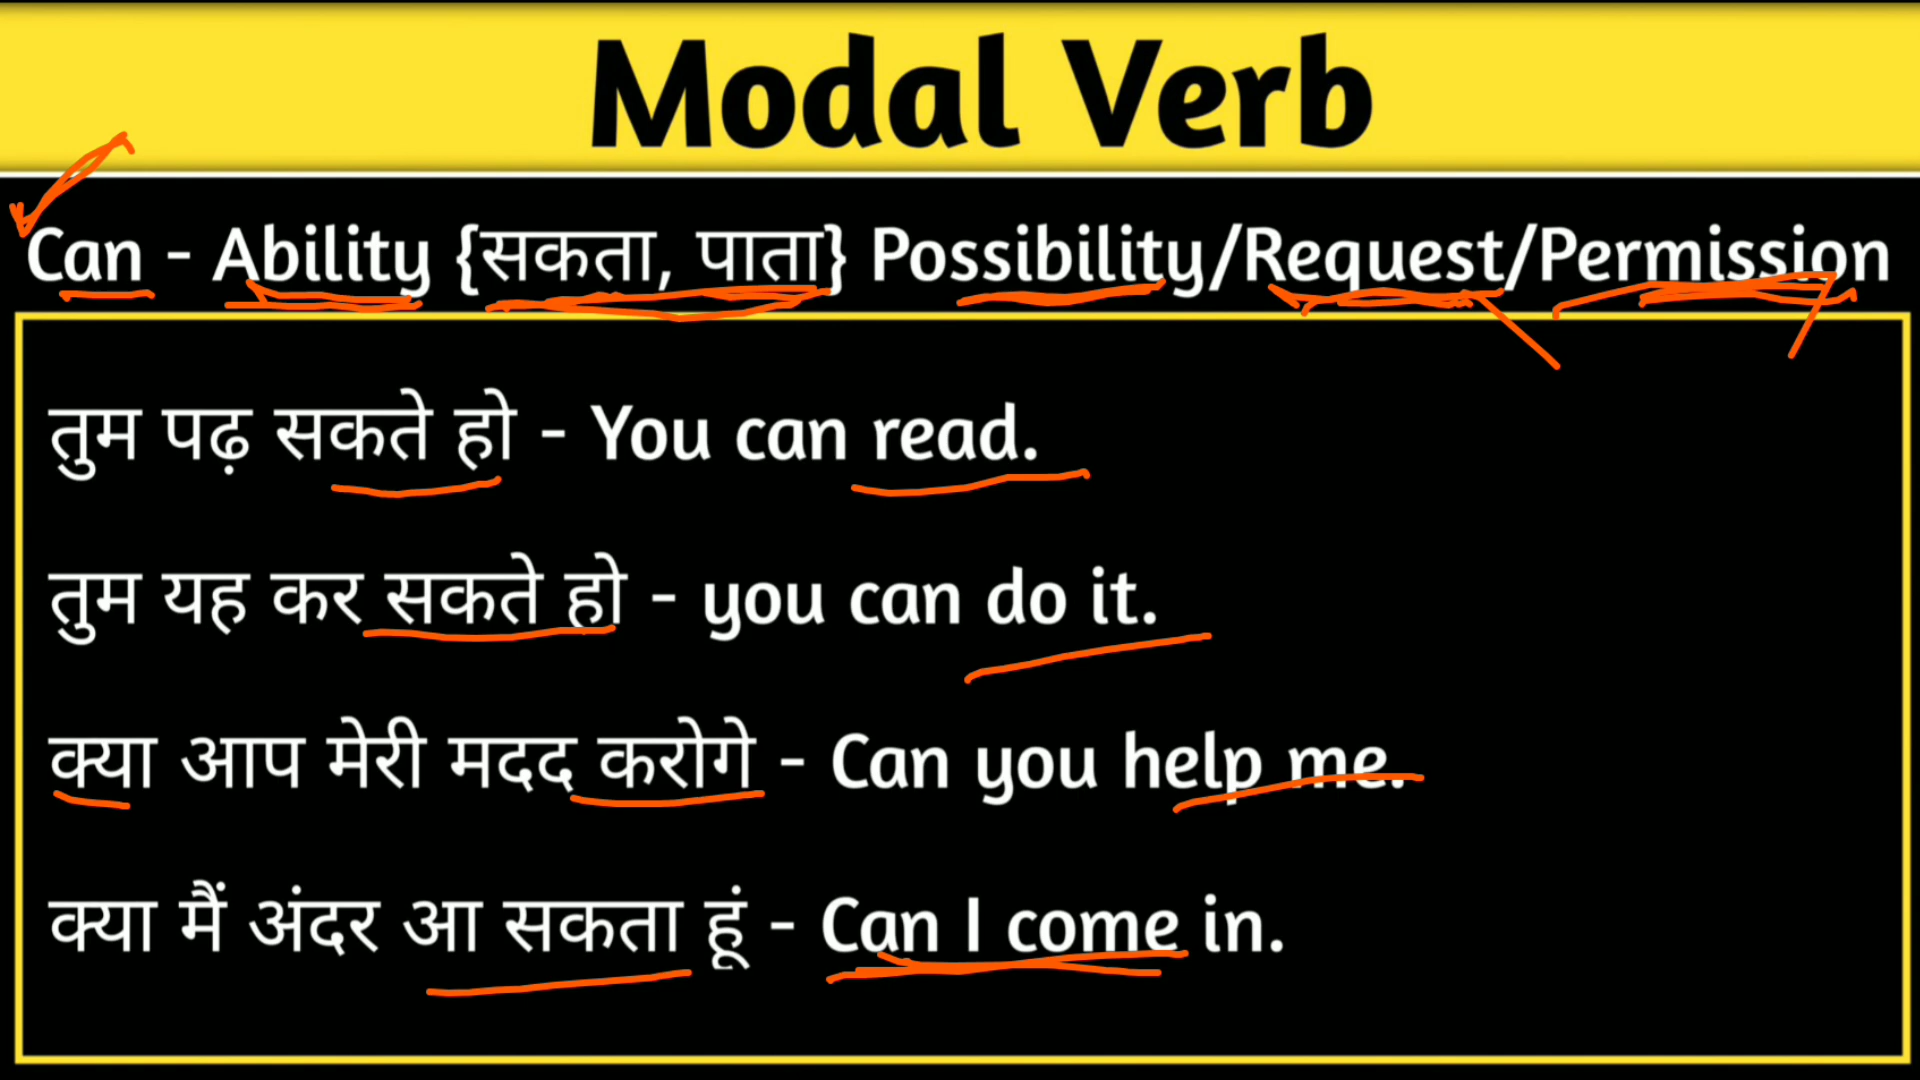 Modal Verb
Can - Ability {सकता, पाता} Possibility/Request/Permission
तुम पढ़ सकते हो - You can read.
तुम यह कर सकते हो - you can do it.
क्या आप मेरी मदद करोगे - Can you help me.
क्या मैं अंदर आ सकता हूं - Can I come in.